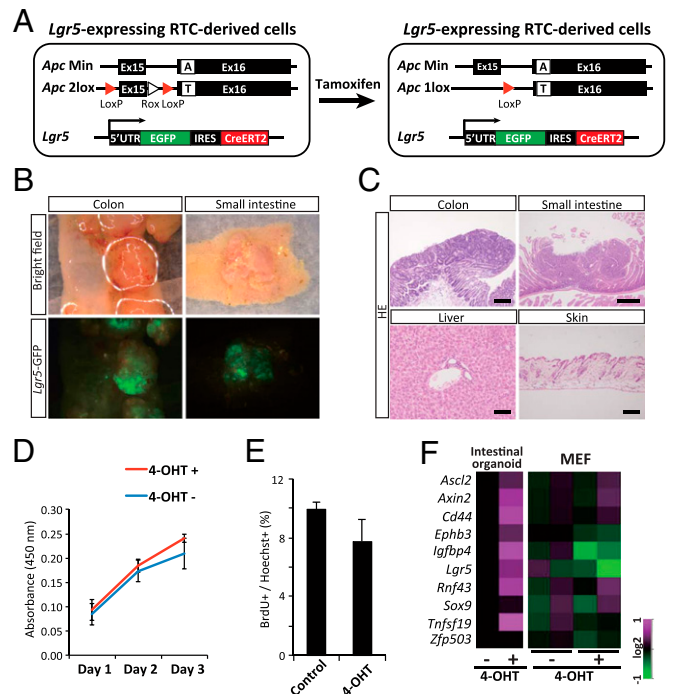 A
Lgr5-expressing RTC-derived cells
Apc Min Ex15 A Ex16
Apc 2lox Ex15 T Ex16
LoxP Rox LoxP
Lgr5 5'UTR EGFP IRES CreERT2
Tamoxifen
Lgr5-expressing RTC-derived cells
Apc Min Ex15 A Ex16
Apc 1lox T Ex16
LoxP
Lgr5 5'UTR EGFP IRES CreERT2
B
Colon Small intestine
Bright field
Lgr5-GFP
C
Colon Small intestine
HE
Liver Skin
D
4-OHT +
4-OHT -
Absorbance (450 nm)
0.30
0.25
0.20
0.15
0.10
0.05
0.00
Day 1 Day 2 Day 3
E
BrdU+ / Hoechst+ (%)
12
8
4
0
Control 4-OHT
F
Intestinal
organoid
MEF
Ascl2
Axin2
Cd44
Ephb3
Igfbp4
Lgr5
Rnf43
Sox9
Tnfsf19
Zfp503
- + - +
4-OHT 4-OHT
1
log2
-1